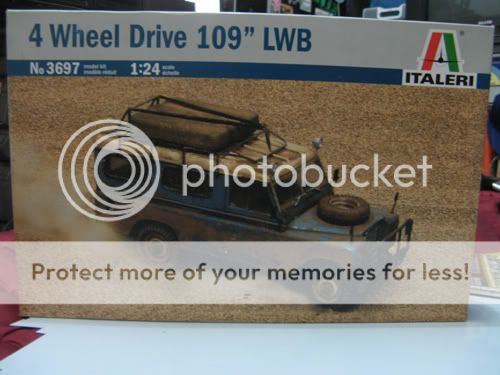 4 Wheel Drive 109” LWB
No 3697 model kit modèle réduit 1:24 scale échelle
ITALERI
photobucket
Protect more of your memories for less!